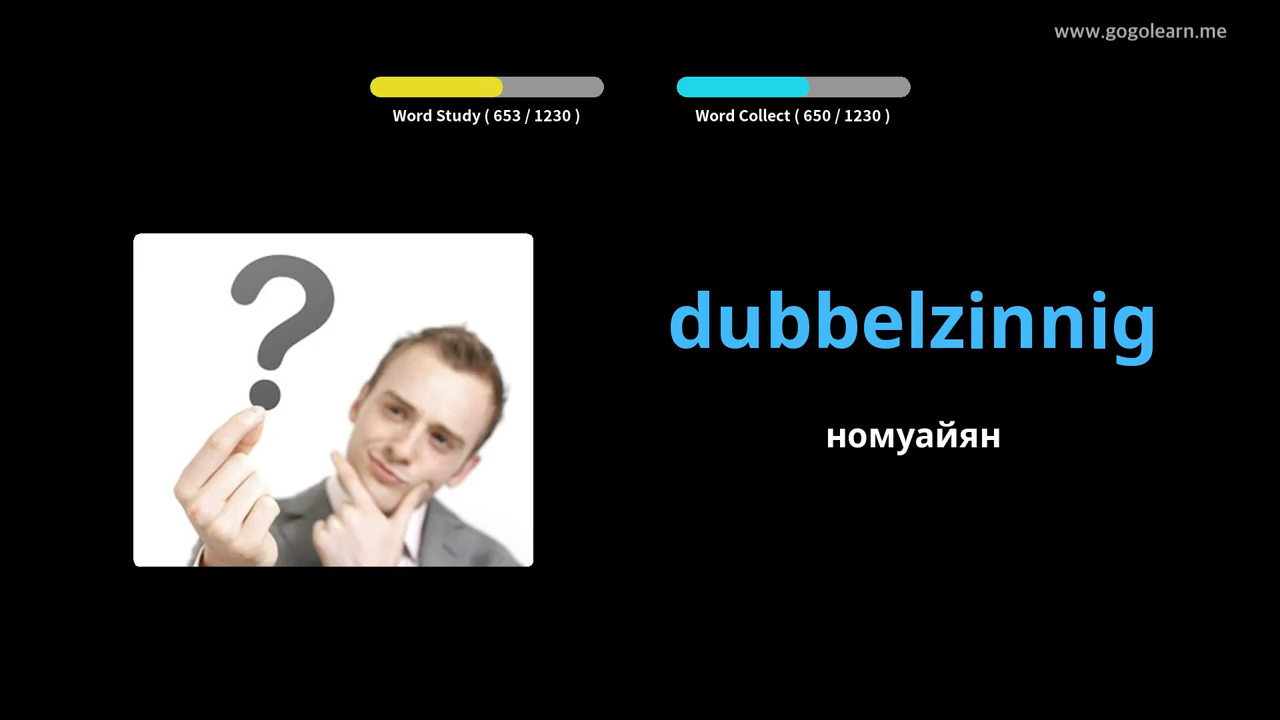 www.gogolearn.me
Word Study ( 653 / 1230 )
Word Collect ( 650 / 1230 )
dubbelzinnig
номуайян